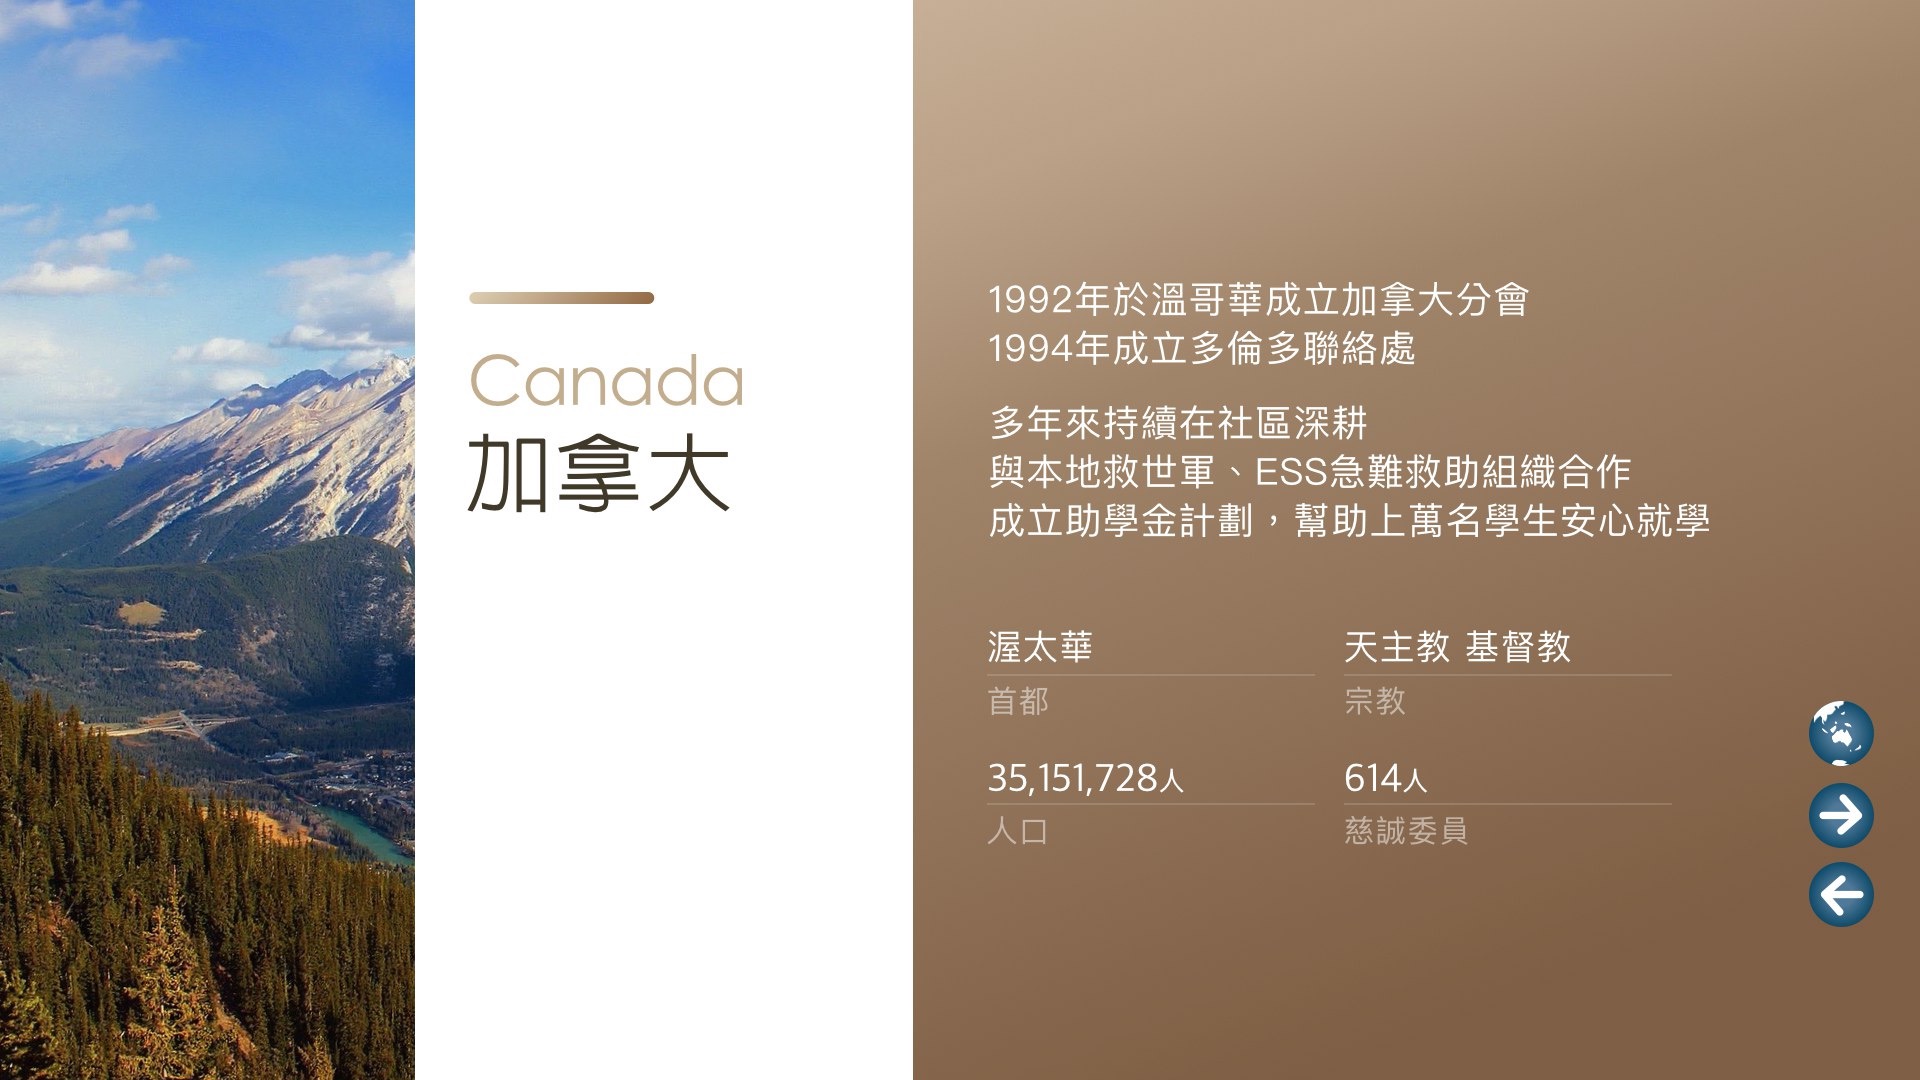 Canada
加拿大
1992年於溫哥華成立加拿大分會
1994年成立多倫多聯絡處
多年來持續在社區深耕
與本地救世軍、ESS急難救助組織合作
成立助學金計劃，幫助上萬名學生安心就學
渥太華
首都
天主教 基督教
宗教
35,151,728人
人口
614人
慈誠委員